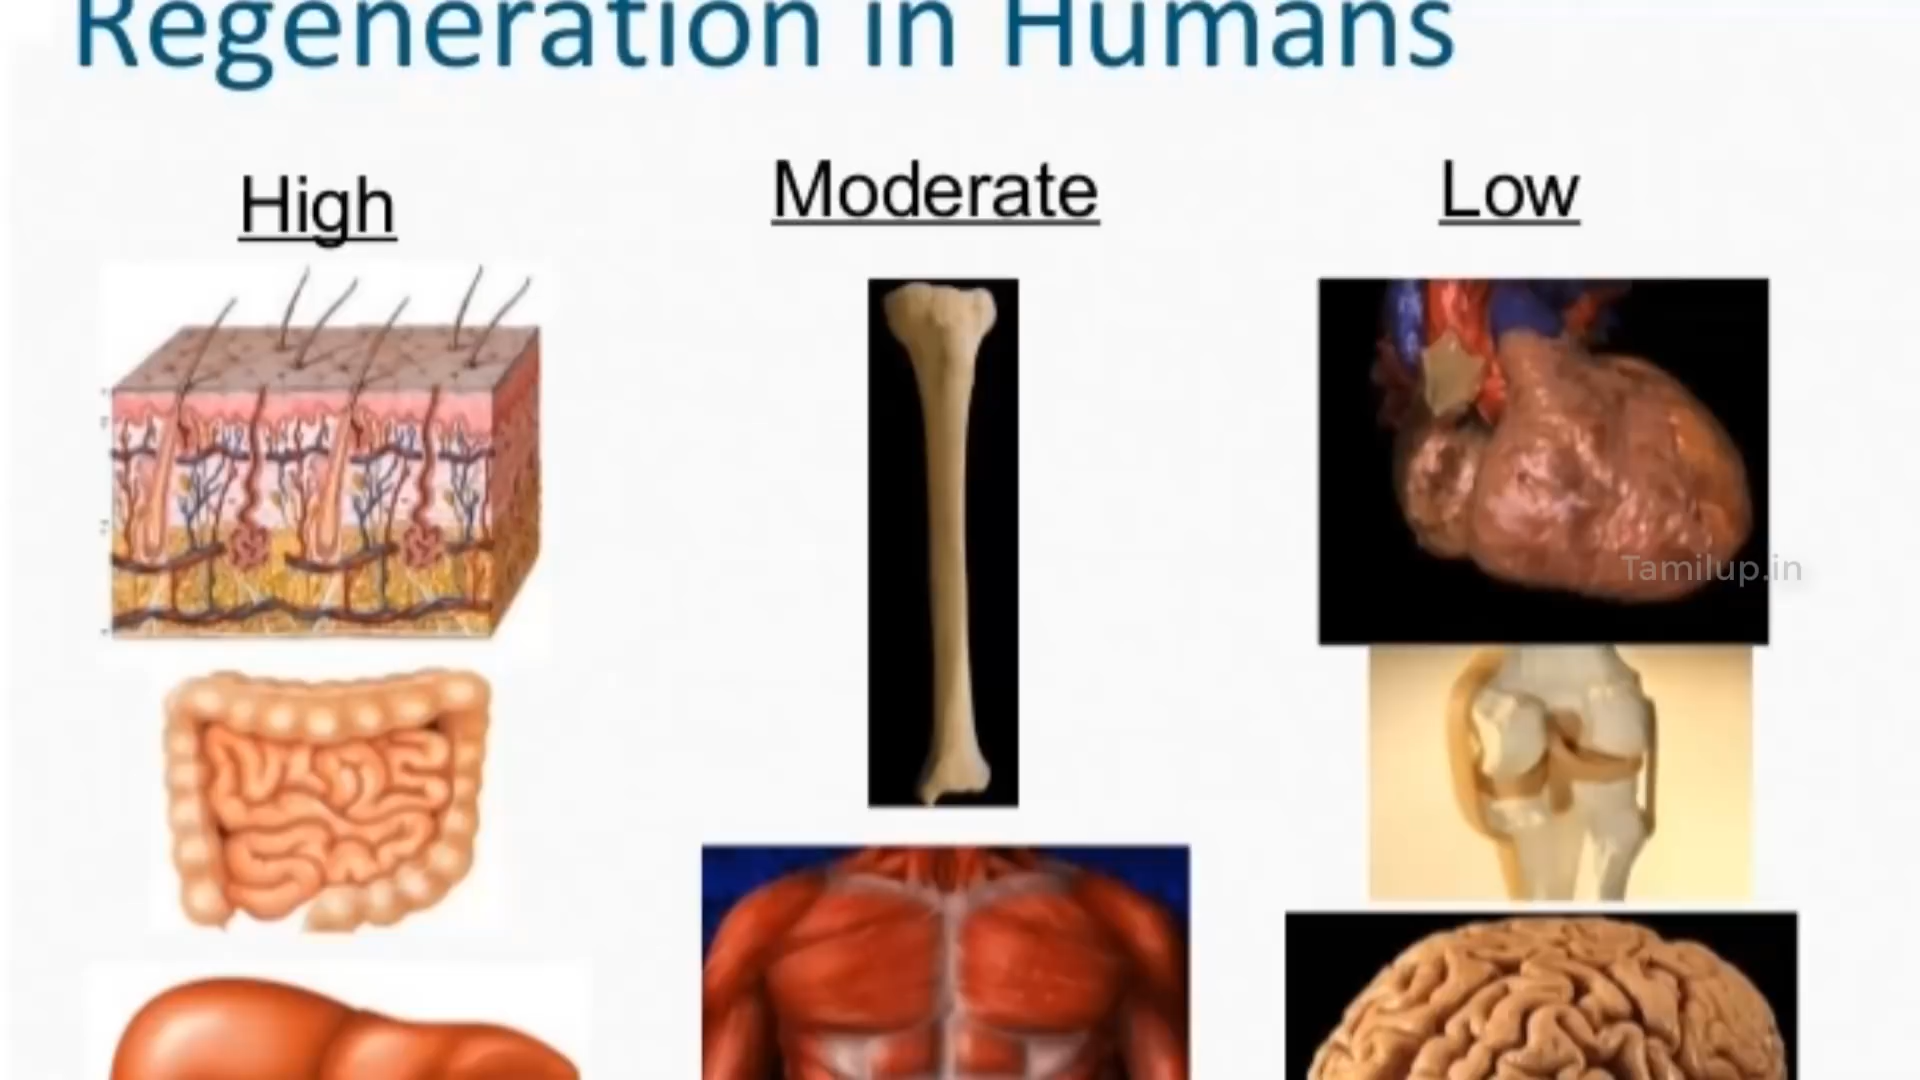 Regeneration in Humans
High
Moderate
Low
Tamilup.in